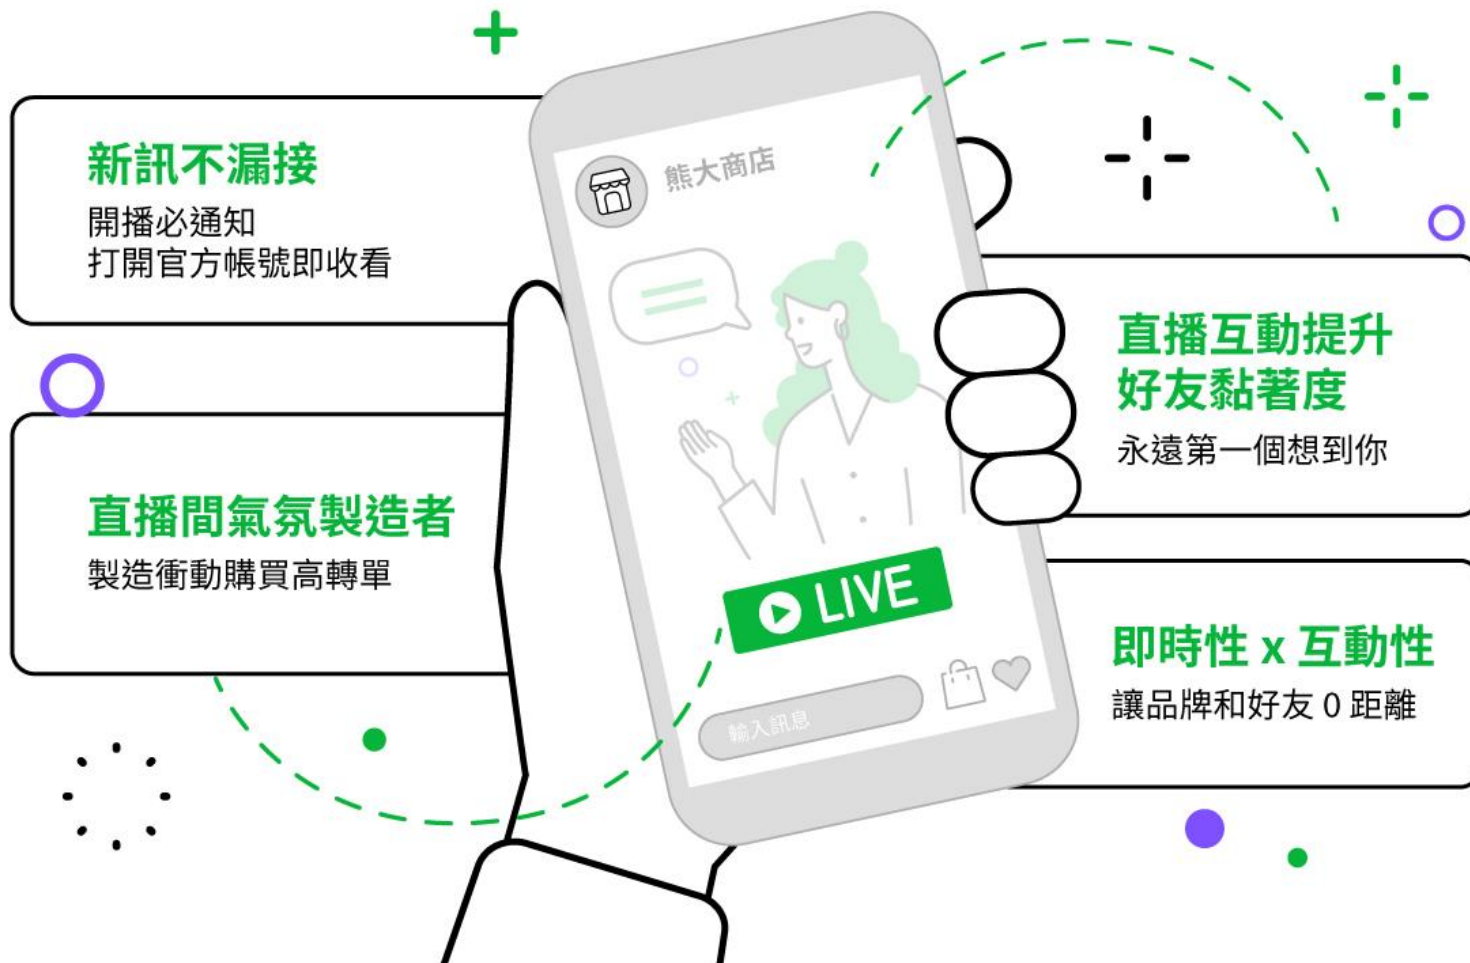 新訊不漏接
開播必通知
打開官方帳號即收看
直播間氣氛製造者
製造衝動購買高轉單
熊大商店
LIVE
輸入訊息
直播互動提升
好友黏著度
永遠第一個想到你
即時性 x 互動性
讓品牌和好友 0 距離